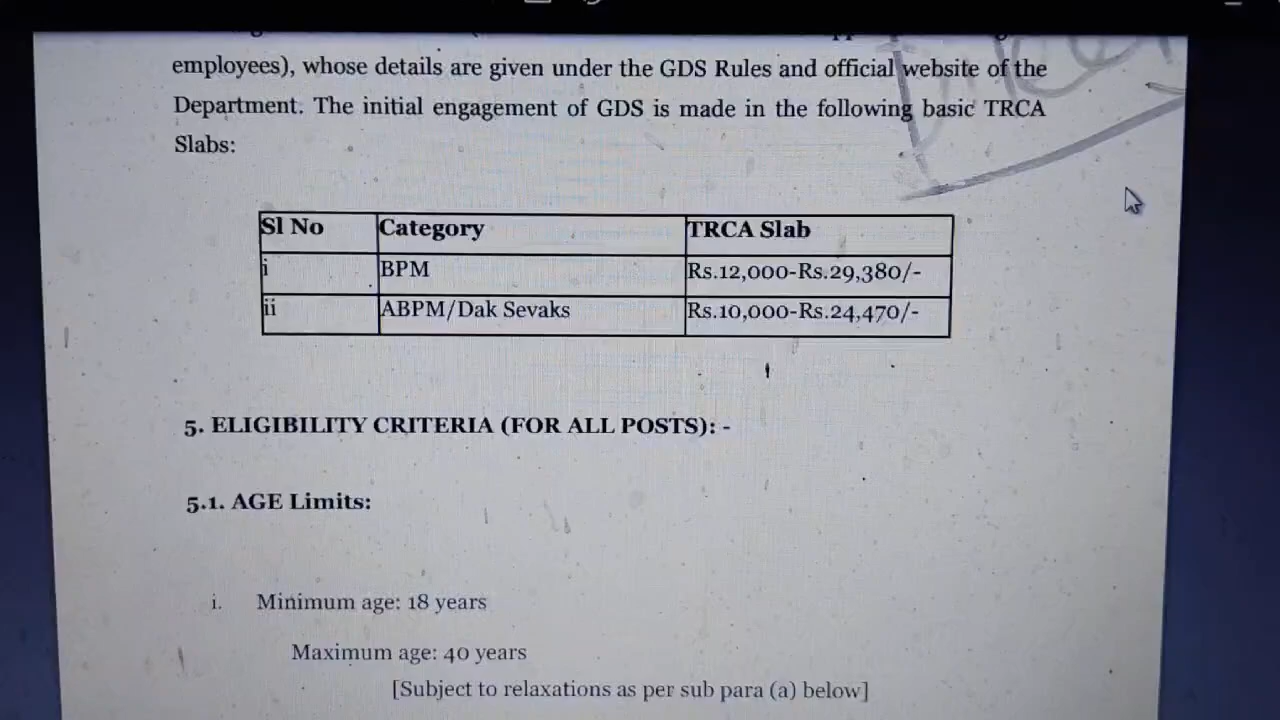 employees), whose details are given under the GDS Rules and official website of the
Department. The initial engagement of GDS is made in the following basic TRCA
Slabs:
Sl No Category TRCA Slab
i BPM Rs.12,000-Rs.29,380/-
ii ABPM/Dak Sevaks Rs.10,000-Rs.24,470/-
5. ELIGIBILITY CRITERIA (FOR ALL POSTS): -
5.1. AGE Limits:
i. Minimum age: 18 years
Maximum age: 40 years
[Subject to relaxations as per sub para (a) below]